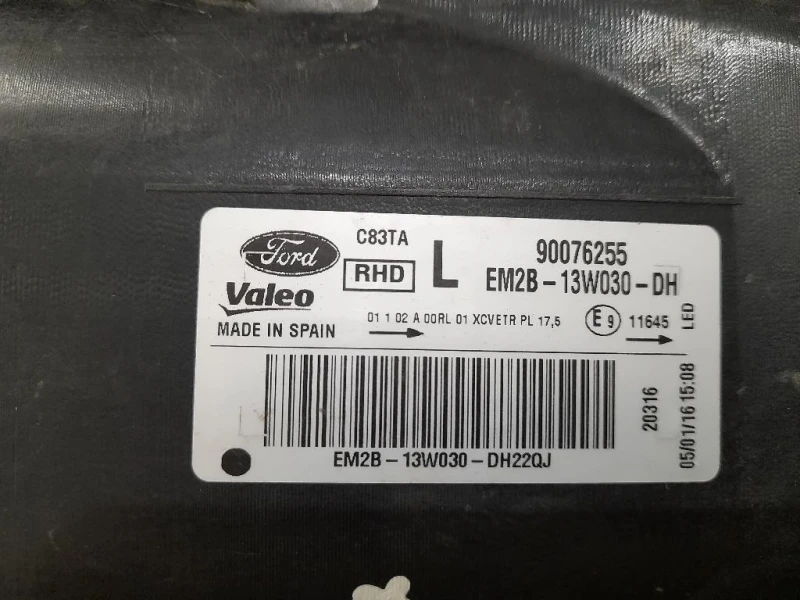 Ford
C83TA
RHD
L
90076255
EM2B-13W030-DH
Valeo
MADE IN SPAIN
01 1 02 A 00RL 01 XCVETR PL 17,5
E9
11645
LED
20316
05/01/16 15:08
EM2B-13W030-DH22QJ